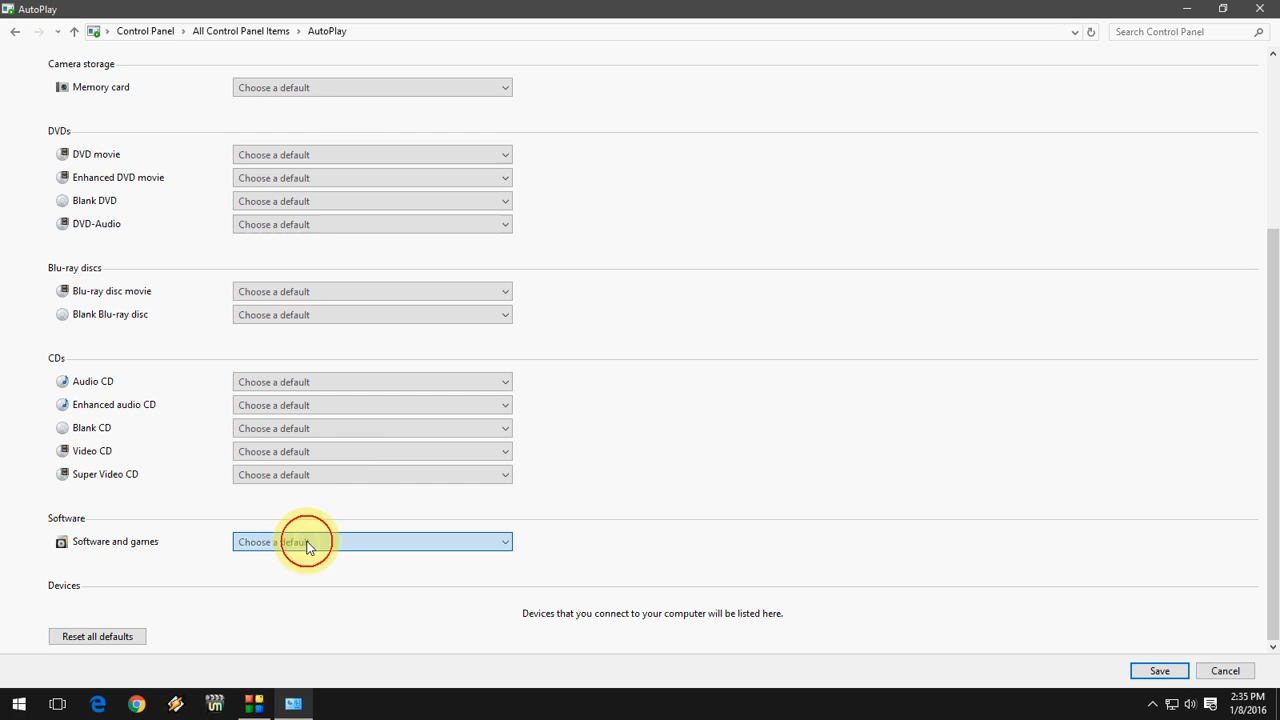 AutoPlay
Control Panel › All Control Panel Items › AutoPlay
Search Control Panel
Camera storage
Memory card Choose a default
DVDs
DVD movie Choose a default
Enhanced DVD movie Choose a default
Blank DVD Choose a default
DVD-Audio Choose a default
Blu-ray discs
Blu-ray disc movie Choose a default
Blank Blu-ray disc Choose a default
CDs
Audio CD Choose a default
Enhanced audio CD Choose a default
Blank CD Choose a default
Video CD Choose a default
Super Video CD Choose a default
Software
Software and games Choose a default
Devices
Devices that you connect to your computer will be listed here.
Reset all defaults
Save Cancel
2:35 PM
1/8/2016